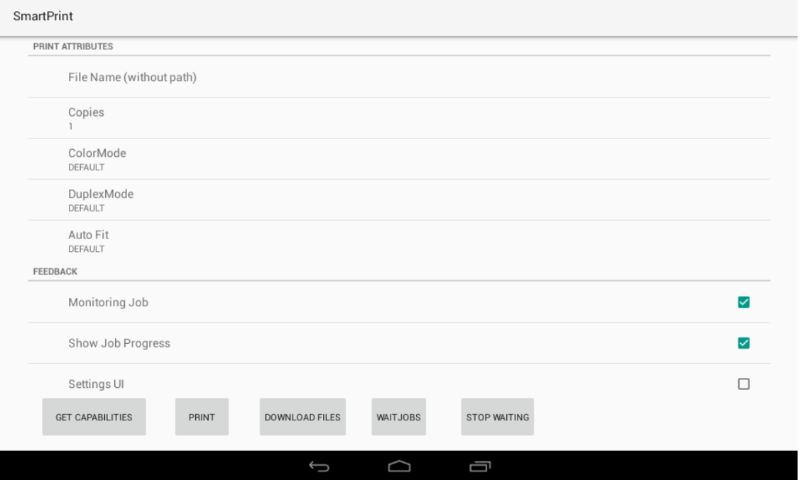 SmartPrint
PRINT ATTRIBUTES
File Name (without path)
Copies
1
ColorMode
DEFAULT
DuplexMode
DEFAULT
Auto Fit
DEFAULT
FEEDBACK
Monitoring Job
Show Job Progress
Settings UI
GET CAPABILITIES PRINT DOWNLOAD FILES WAITJOBS STOP WAITING